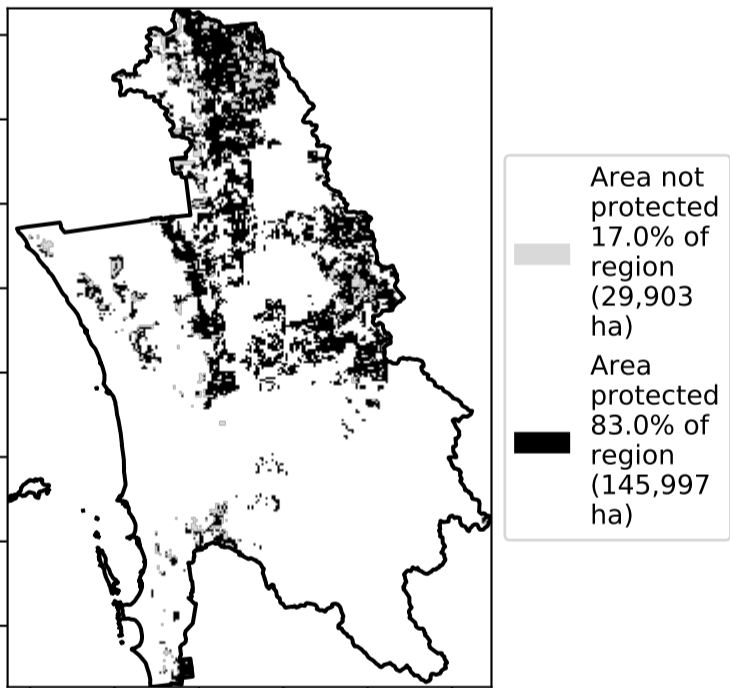 Area not
protected
17.0% of
region
(29,903
ha)
Area
protected
83.0% of
region
(145,997
ha)